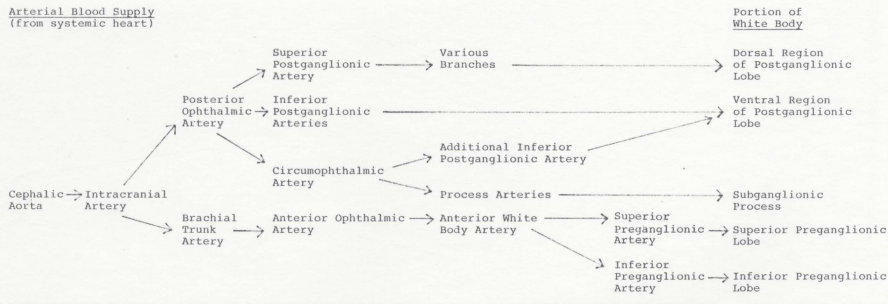 Arterial Blood Supply
(from systemic heart)
Portion of
White Body
Superior
Postganglionic
Artery
Various
Branches
Dorsal Region
of Postganglionic
Lobe
Posterior
Ophthalmic
Artery
Inferior
Postganglionic
Arteries
Ventral Region
of Postganglionic
Lobe
Circumophthalmic
Artery
Additional Inferior
Postganglionic Artery
Process Arteries
Subganglionic
Process
Cephalic
Aorta
Intracranial
Artery
Brachial
Trunk
Artery
Anterior Ophthalmic
Artery
Anterior White
Body Artery
Superior
Preganglionic
Artery
Superior Preganglionic
Lobe
Inferior
Preganglionic
Artery
Inferior Preganglionic
Lobe